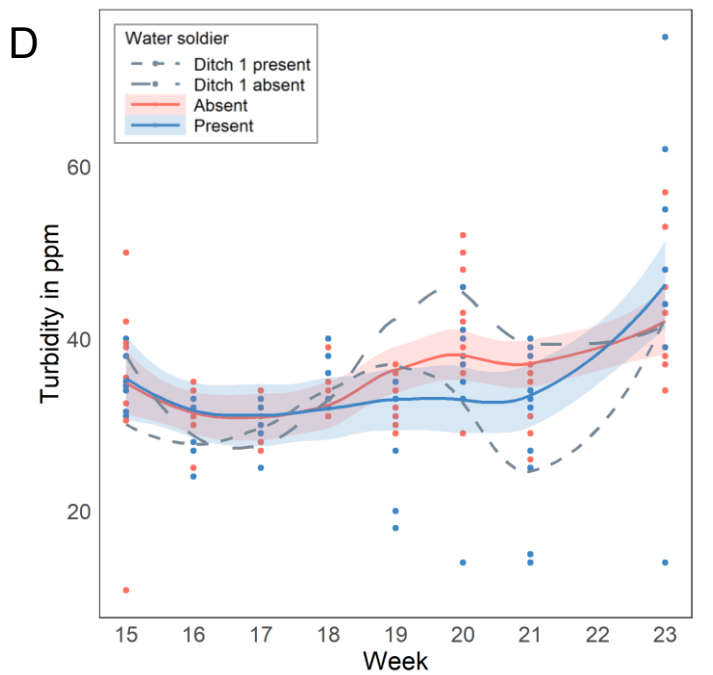 D
Water soldier
Ditch 1 present
Ditch 1 absent
Absent
Present
Turbidity in ppm
60
40
20
15 16 17 18 19 20 21 22 23
Week